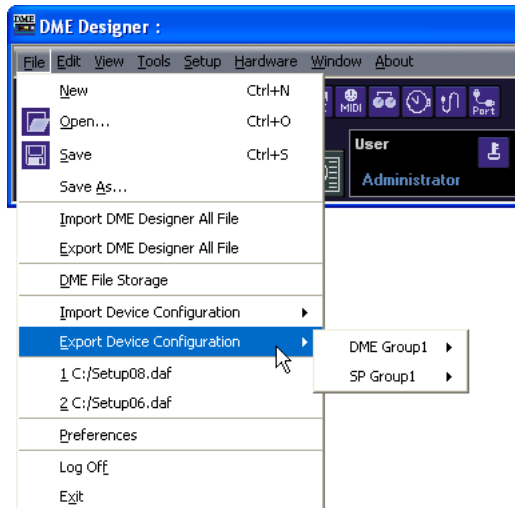 DME DME Designer :
File Edit View Tools Setup Hardware Window About
New Ctrl+N
Open... Ctrl+O
MIDI Port
Save Ctrl+S
User
Save As...
Administrator
Import DME Designer All File
Export DME Designer All File
DME File Storage
Import Device Configuration
Export Device Configuration
DME Group1
SP Group1
1 C:/Setup08.daf
2 C:/Setup06.daf
Preferences
Log Off
Exit